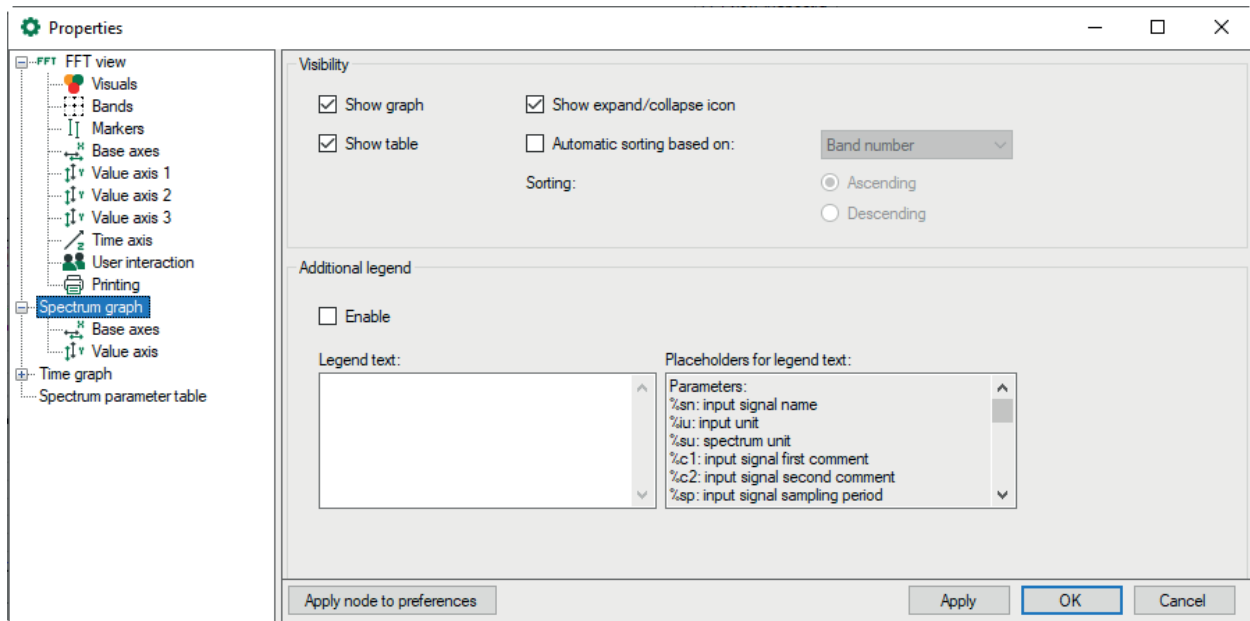 Properties
FFT FFT view
Visuals
Bands
Markers
X Base axes
Y Value axis 1
Y Value axis 2
Y Value axis 3
Z Time axis
User interaction
Printing
Spectrum graph
X Base axes
Y Value axis
Time graph
Spectrum parameter table
Visibility
Show graph
Show expand/collapse icon
Show table
Automatic sorting based on:
Band number
Sorting:
Ascending
Descending
Additional legend
Enable
Legend text:
Placeholders for legend text:
Parameters:
%sn: input signal name
%iu: input unit
%su: spectrum unit
%c1: input signal first comment
%c2: input signal second comment
%sp: input signal sampling period
Apply node to preferences
Apply
OK
Cancel